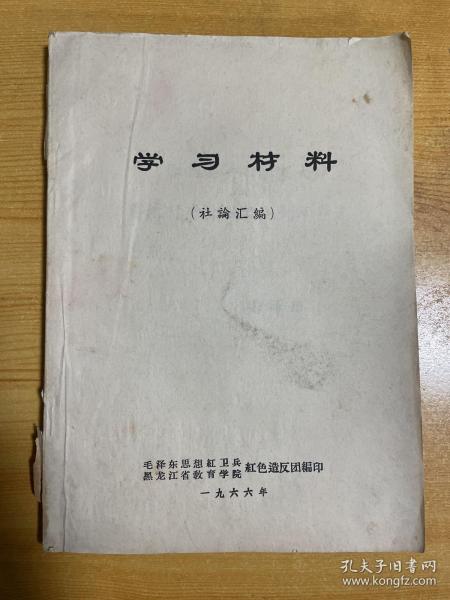 学习材料
(社論汇編)
毛泽东思想紅卫兵
黑龙江省教育学院
紅色造反团編印
一九六六年
孔夫子旧书网
www.kongfz.com